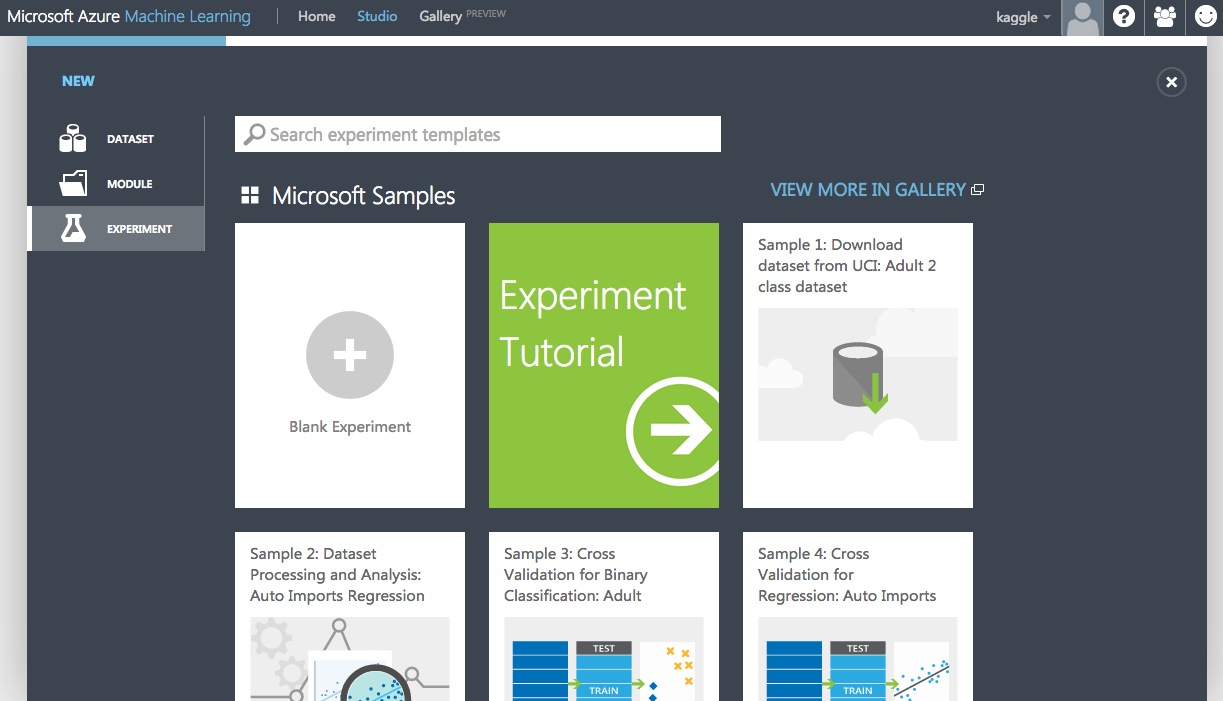 Microsoft Azure Machine Learning Home Studio Gallery PREVIEW kaggle
NEW
DATASET
MODULE
EXPERIMENT
Search experiment templates
Microsoft Samples
VIEW MORE IN GALLERY
Blank Experiment
Experiment
Tutorial
Sample 1: Download
dataset from UCI: Adult 2
class dataset
Sample 2: Dataset
Processing and Analysis:
Auto Imports Regression
Sample 3: Cross
Validation for Binary
Classification: Adult
TEST
TRAIN
Sample 4: Cross
Validation for
Regression: Auto Imports
TEST
TRAIN